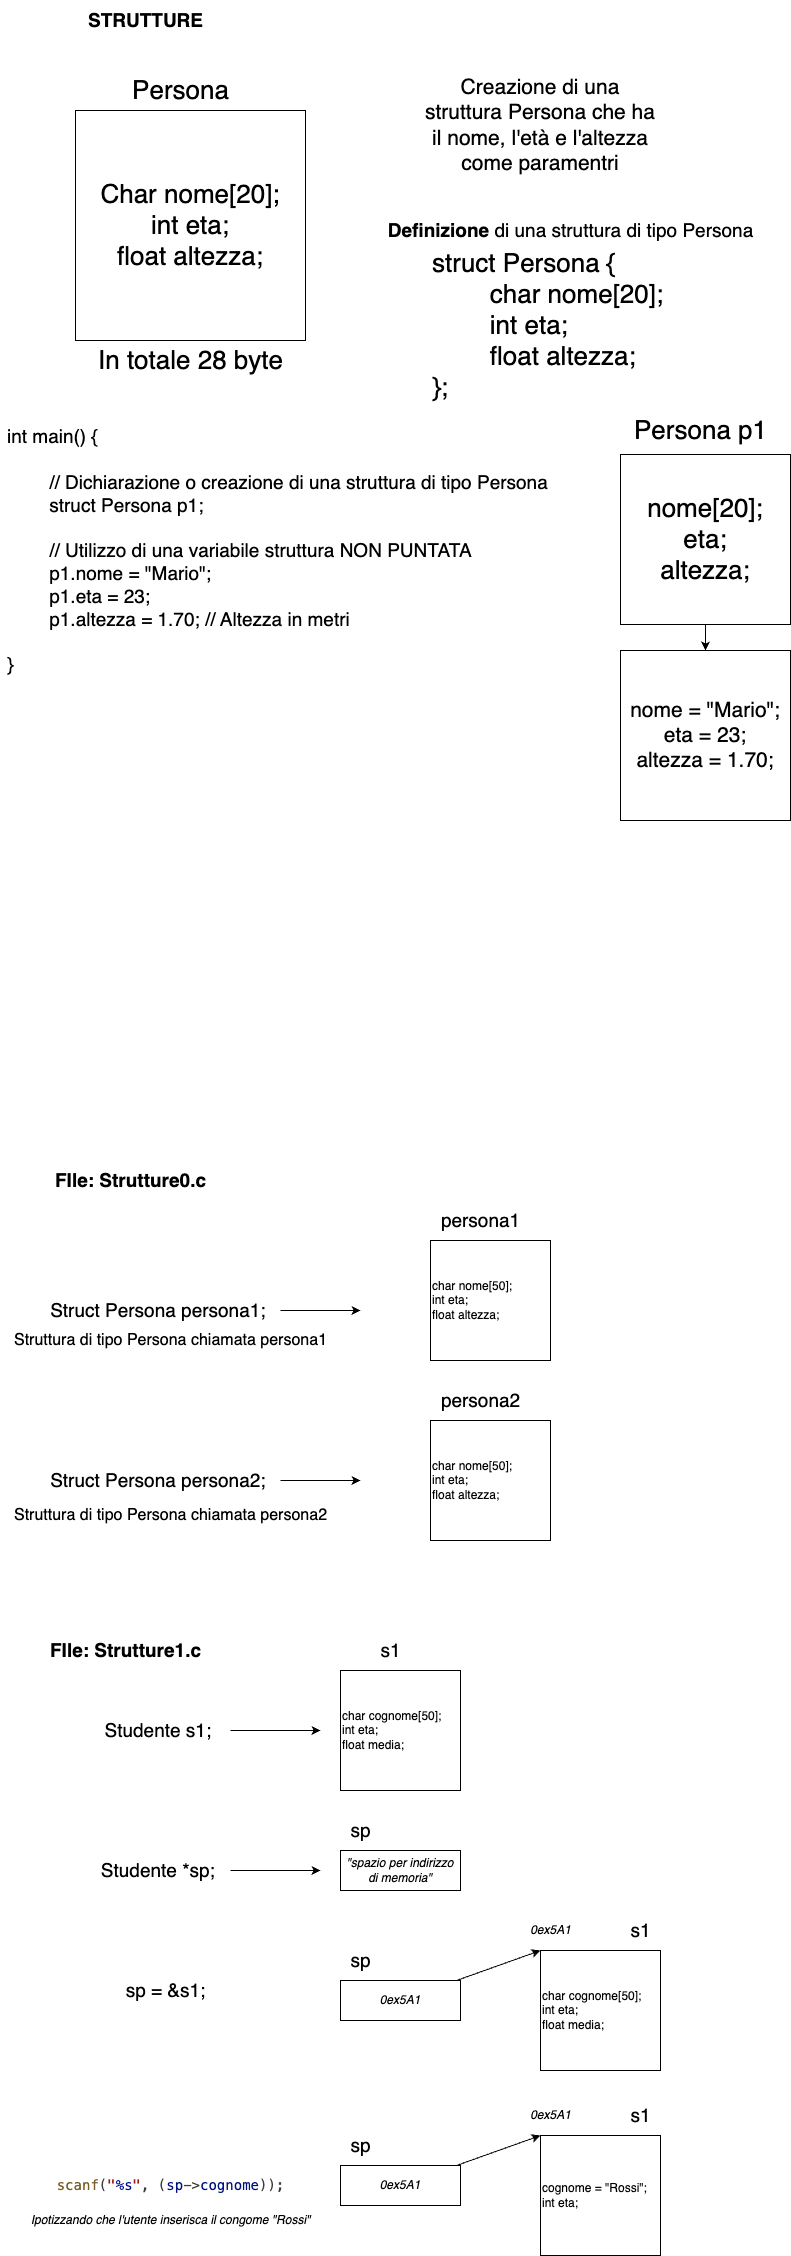 STRUTTURE
Persona
Char nome[20];
int eta;
float altezza;
In totale 28 byte
Creazione di una
struttura Persona che ha
il nome, l'età e l'altezza
come paramentri
Definizione di una struttura di tipo Persona
struct Persona {
char nome[20];
int eta;
float altezza;
};
int main() {
// Dichiarazione o creazione di una struttura di tipo Persona
struct Persona p1;
// Utilizzo di una variabile struttura NON PUNTATA
p1.nome = "Mario";
p1.eta = 23;
p1.altezza = 1.70; // Altezza in metri
}
Persona p1
nome[20];
eta;
altezza;
nome = "Mario";
eta = 23;
altezza = 1.70;
FIle: Strutture0.c
persona1
Struct Persona persona1;
Struttura di tipo Persona chiamata persona1
char nome[50];
int eta;
float altezza;
persona2
Struct Persona persona2;
Struttura di tipo Persona chiamata persona2
char nome[50];
int eta;
float altezza;
FIle: Strutture1.c
s1
Studente s1;
char cognome[50];
int eta;
float media;
sp
Studente *sp;
"spazio per indirizzo
di memoria"
sp = &s1;
sp
0ex5A1
0ex5A1
s1
char cognome[50];
int eta;
float media;
scanf("%s", (sp->cognome));
Ipotizzando che l'utente inserisca il congome "Rossi"
sp
0ex5A1
0ex5A1
s1
cognome = "Rossi";
int eta;